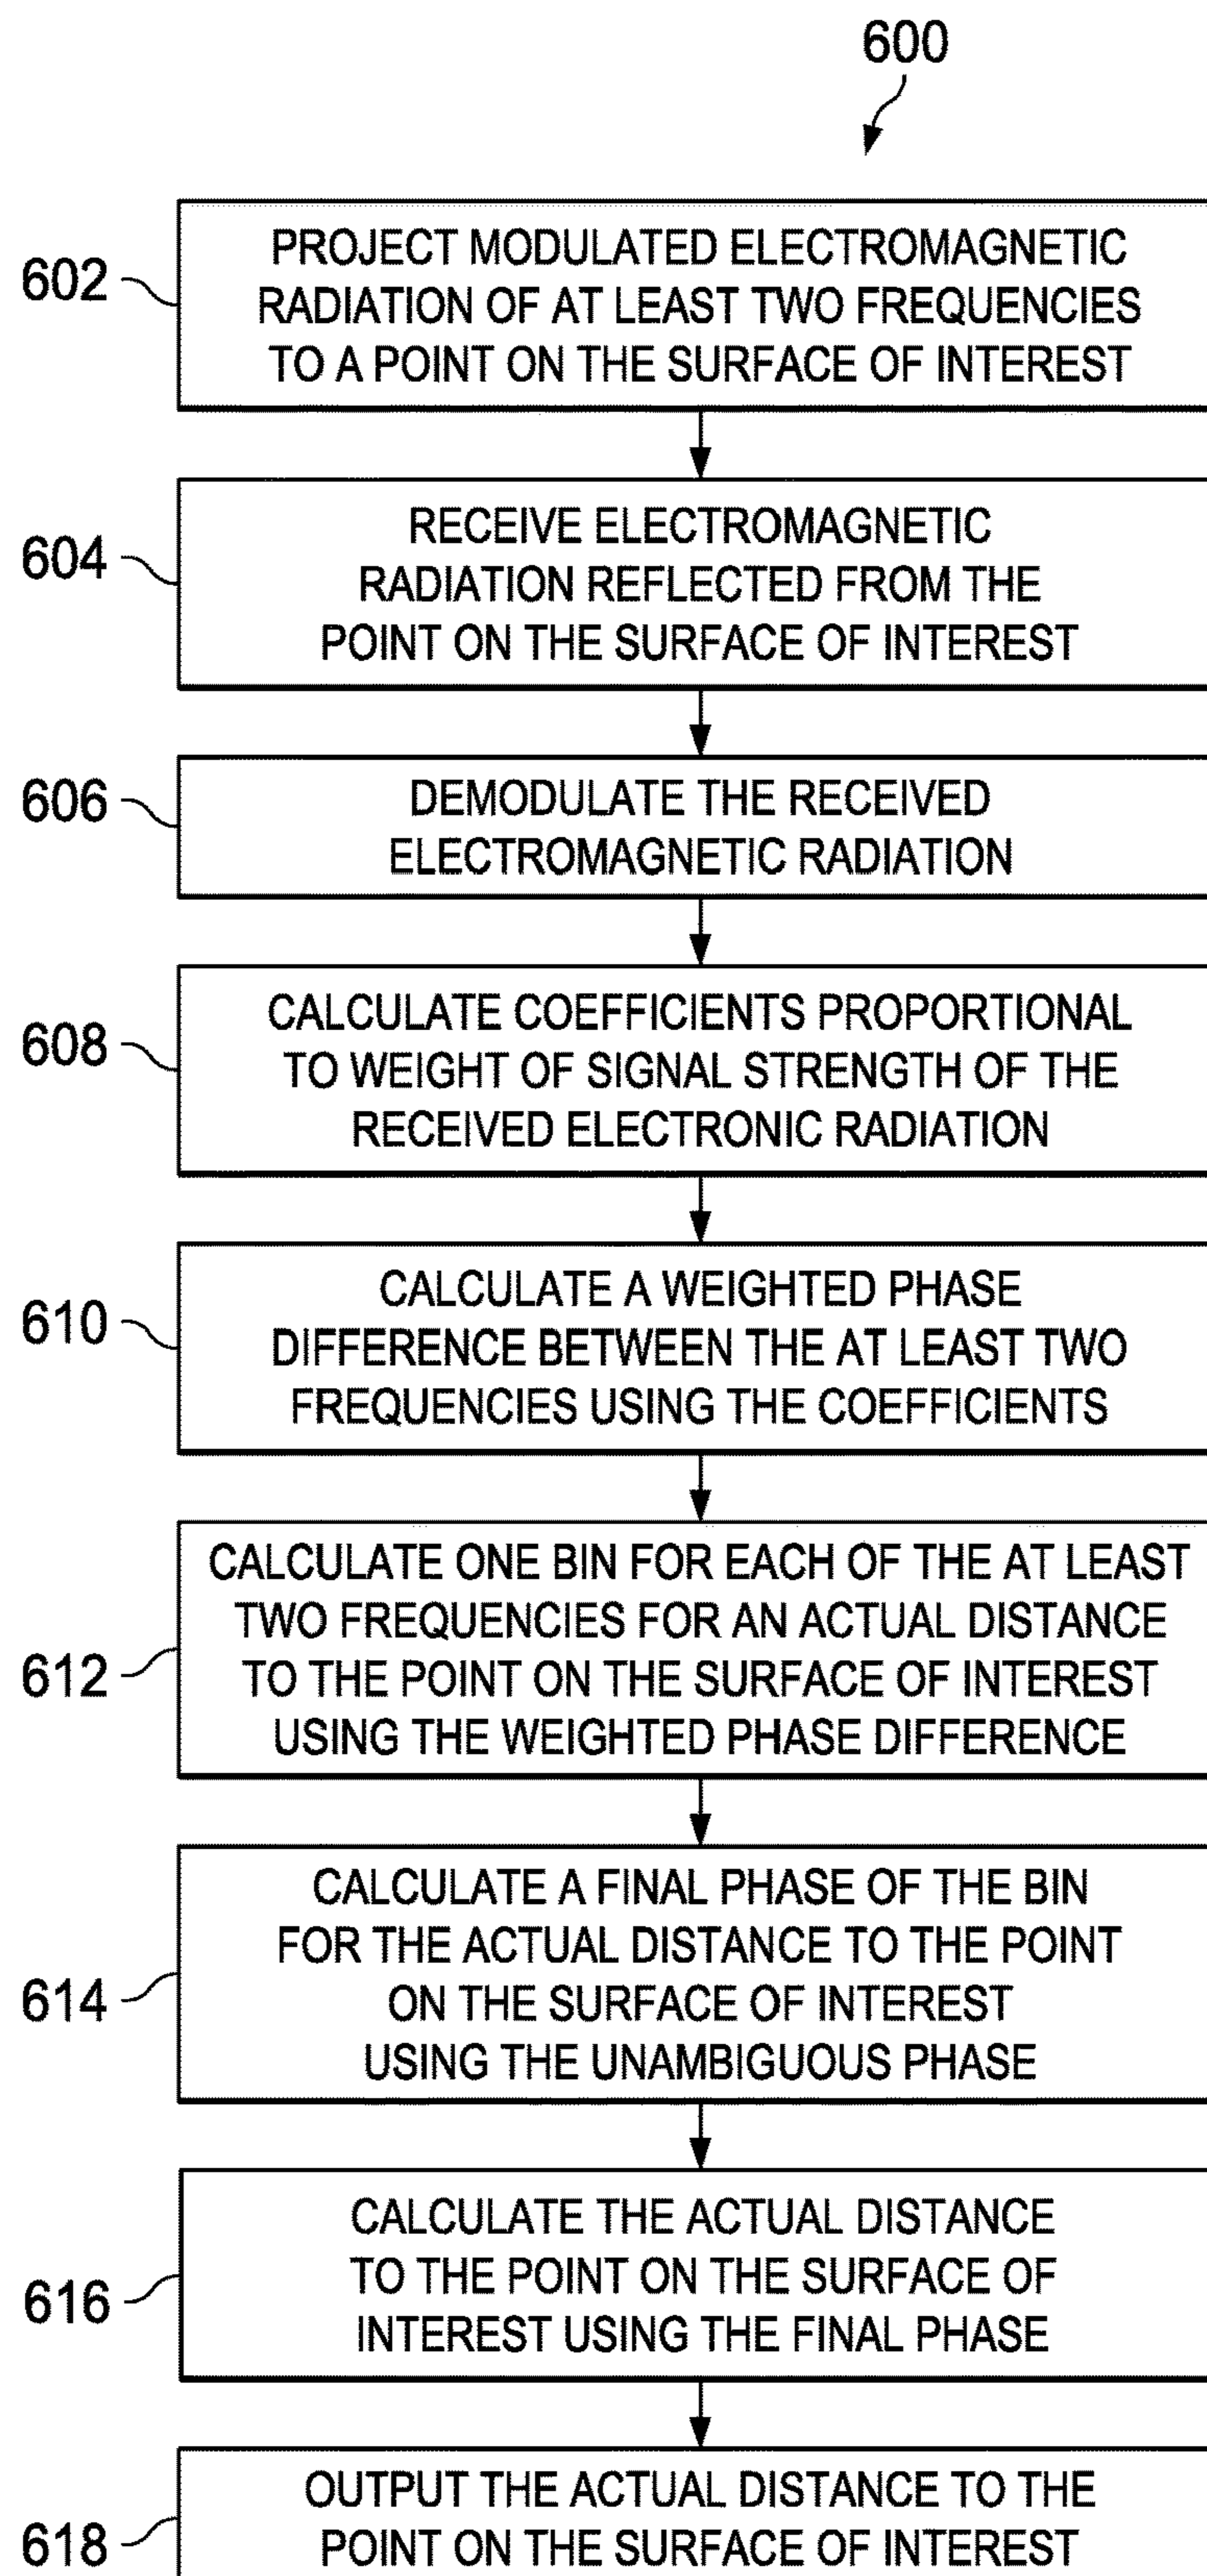 600
602
PROJECT MODULATED ELECTROMAGNETIC
RADIATION OF AT LEAST TWO FREQUENCIES
TO A POINT ON THE SURFACE OF INTEREST
604
RECEIVE ELECTROMAGNETIC
RADIATION REFLECTED FROM THE
POINT ON THE SURFACE OF INTEREST
606
DEMODULATE THE RECEIVED
ELECTROMAGNETIC RADIATION
608
CALCULATE COEFFICIENTS PROPORTIONAL
TO WEIGHT OF SIGNAL STRENGTH OF THE
RECEIVED ELECTRONIC RADIATION
610
CALCULATE A WEIGHTED PHASE
DIFFERENCE BETWEEN THE AT LEAST TWO
FREQUENCIES USING THE COEFFICIENTS
612
CALCULATE ONE BIN FOR EACH OF THE AT LEAST
TWO FREQUENCIES FOR AN ACTUAL DISTANCE
TO THE POINT ON THE SURFACE OF INTEREST
USING THE WEIGHTED PHASE DIFFERENCE
614
CALCULATE A FINAL PHASE OF THE BIN
FOR THE ACTUAL DISTANCE TO THE POINT
ON THE SURFACE OF INTEREST
USING THE UNAMBIGUOUS PHASE
616
CALCULATE THE ACTUAL DISTANCE
TO THE POINT ON THE SURFACE OF
INTEREST USING THE FINAL PHASE
618
OUTPUT THE ACTUAL DISTANCE TO THE
POINT ON THE SURFACE OF INTEREST